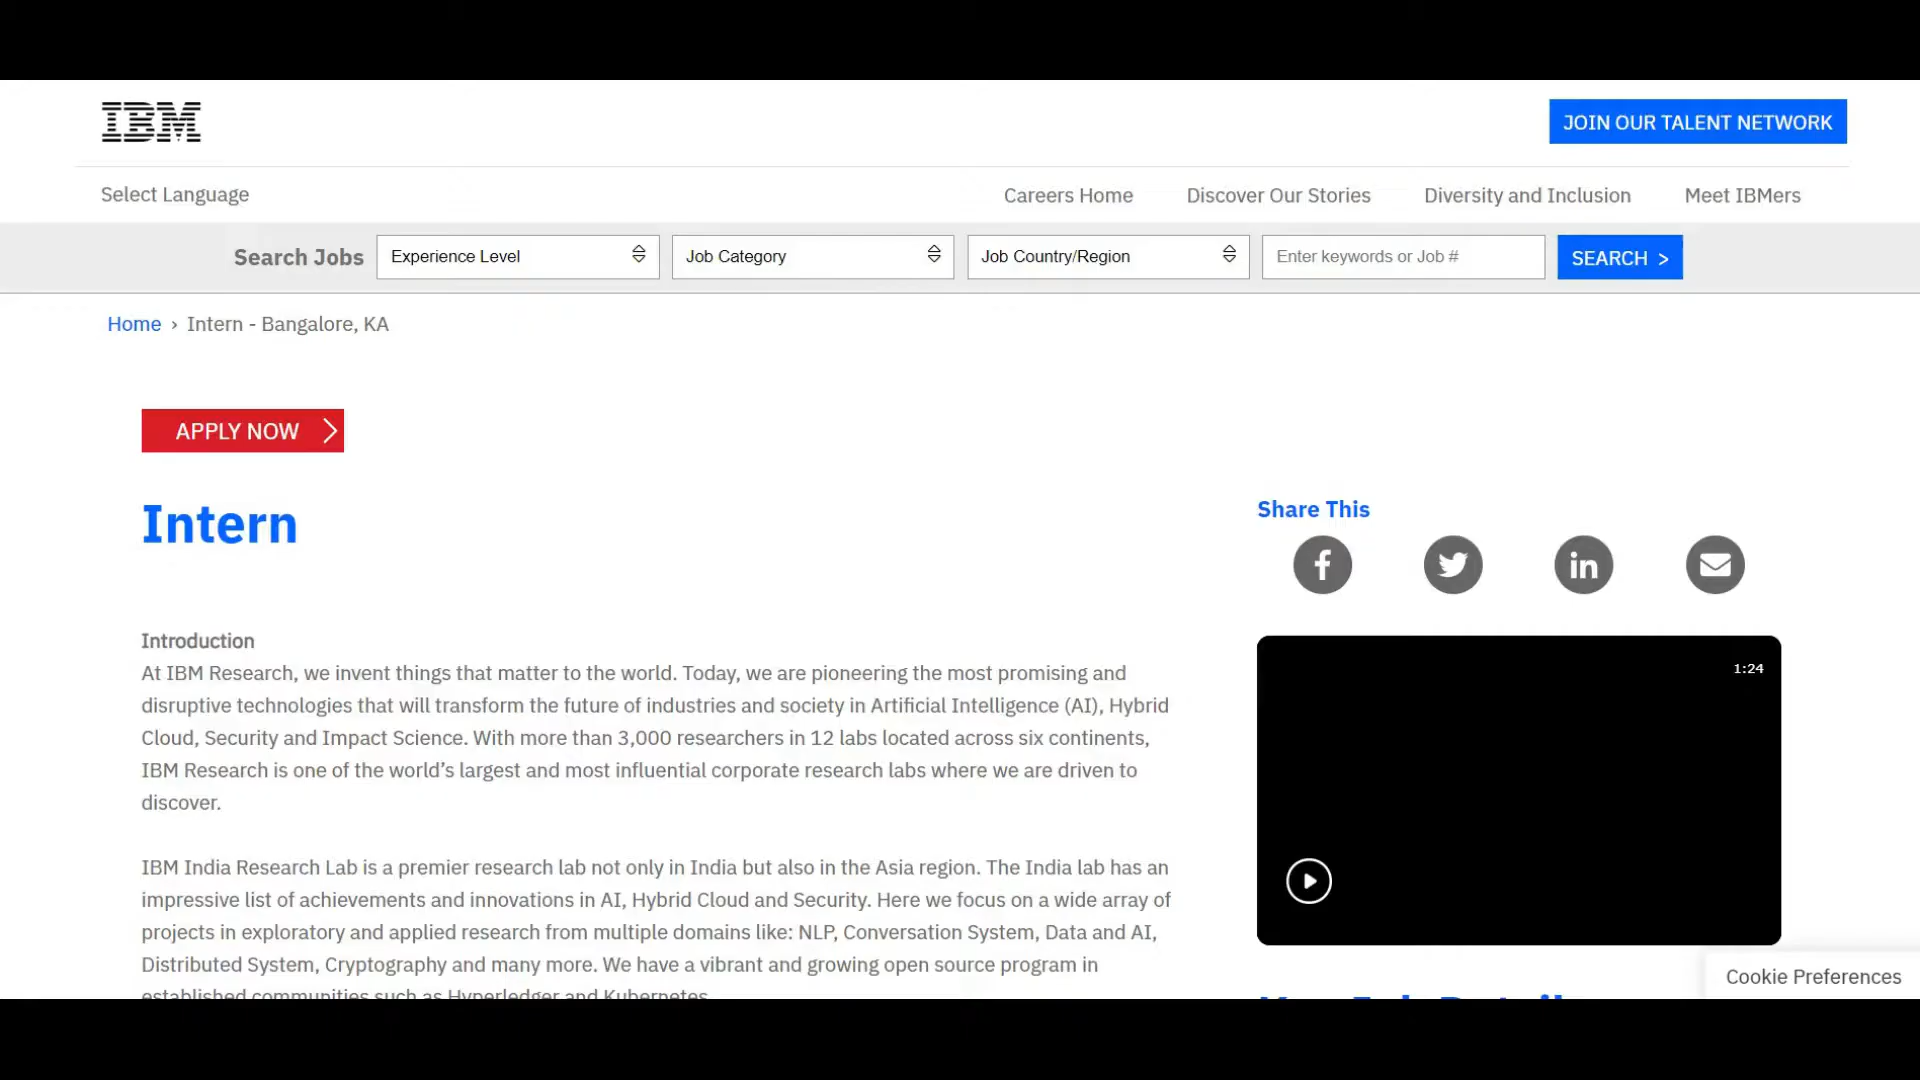 IBM
JOIN OUR TALENT NETWORK
Select Language
Careers Home
Discover Our Stories
Diversity and Inclusion
Meet IBMers
Search Jobs
Experience Level
Job Category
Job Country/Region
Enter keywords or Job #
SEARCH >
Home › Intern - Bangalore, KA
APPLY NOW
Intern
Share This
Introduction
At IBM Research, we invent things that matter to the world. Today, we are pioneering the most promising and
disruptive technologies that will transform the future of industries and society in Artificial Intelligence (AI), Hybrid
Cloud, Security and Impact Science. With more than 3,000 researchers in 12 labs located across six continents,
IBM Research is one of the world’s largest and most influential corporate research labs where we are driven to
discover.
1:24
IBM India Research Lab is a premier research lab not only in India but also in the Asia region. The India lab has an
impressive list of achievements and innovations in AI, Hybrid Cloud and Security. Here we focus on a wide array of
projects in exploratory and applied research from multiple domains like: NLP, Conversation System, Data and AI,
Distributed System, Cryptography and many more. We have a vibrant and growing open source program in
established communities such as Hyperledger and Kubernetes.
Cookie Preferences